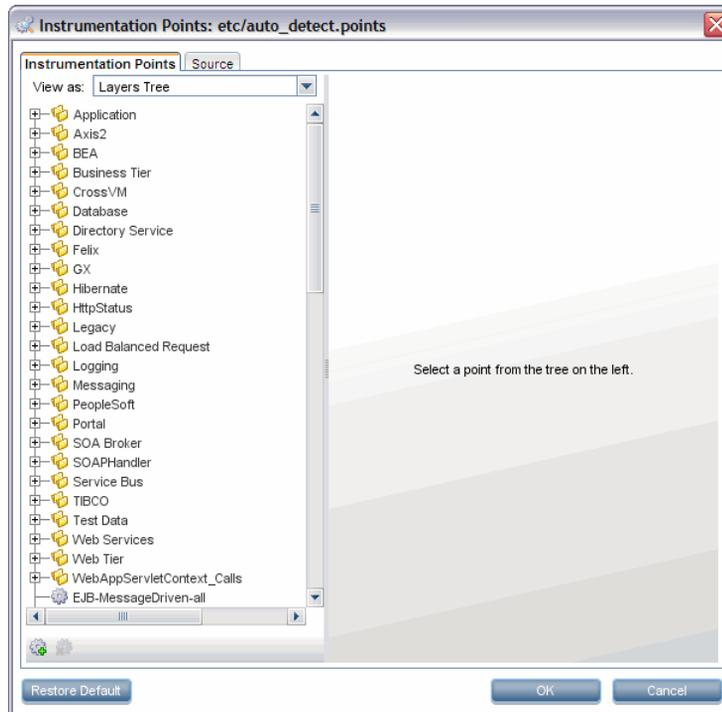 Instrumentation Points: etc/auto_detect.points
Instrumentation Points Source
View as: Layers Tree
Application
Axis2
BEA
Business Tier
CrossVM
Database
Directory Service
Felix
GX
Hibernate
HttpStatus
Legacy
Load Balanced Request
Logging
Messaging
PeopleSoft
Portal
SOA Broker
SOAPHandler
Service Bus
TIBCO
Test Data
Web Services
Web Tier
WebAppServletContext_Calls
EJB-MessageDriven-all
Select a point from the tree on the left.
Restore Default OK Cancel